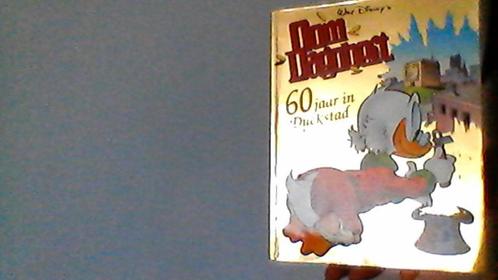 Walt Disney's
Oom
Dagobert
60 jaar in
Duckstad